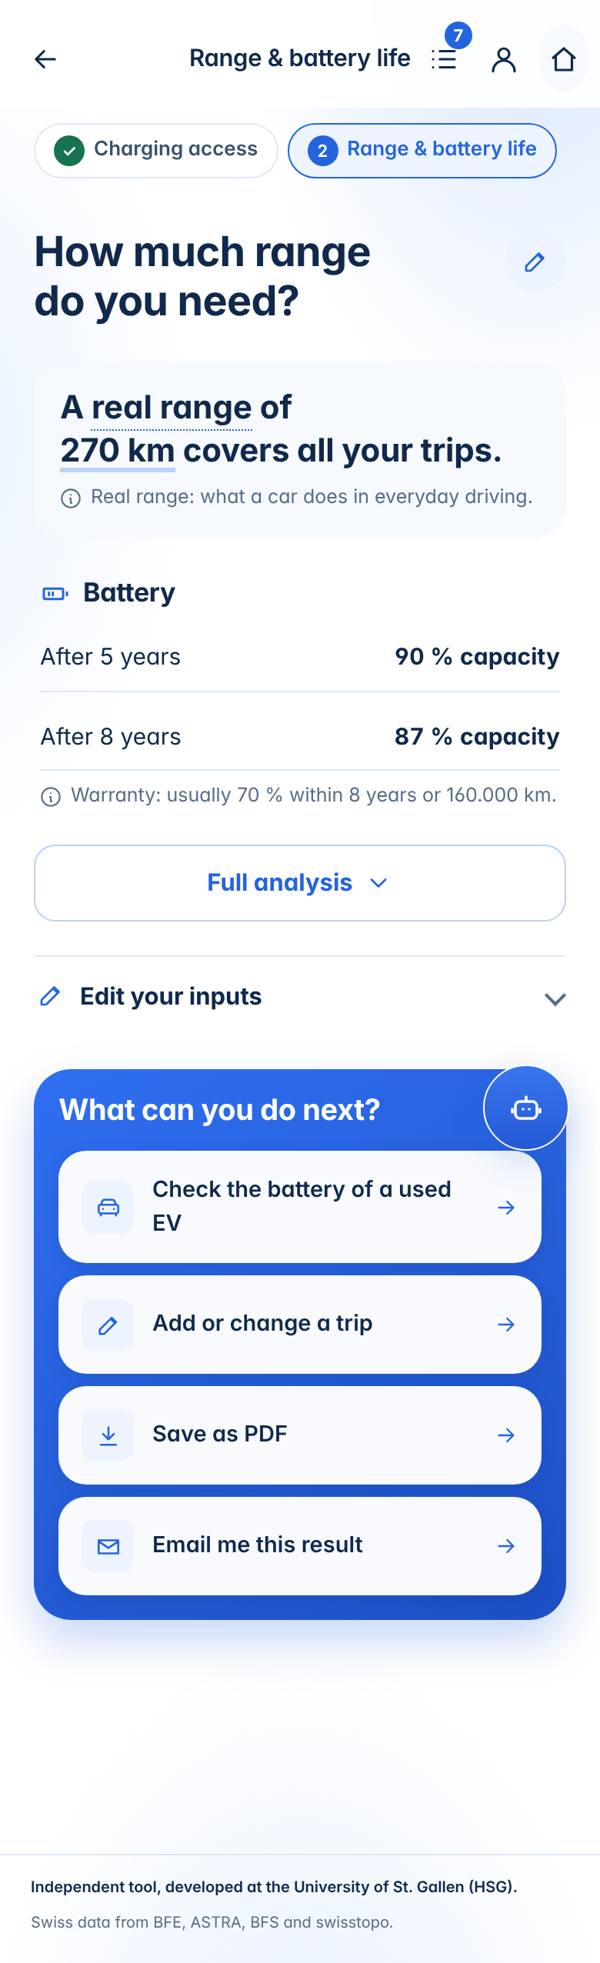 Range & battery life
7
Charging access
2 Range & battery life
How much range
do you need?
A real range of
270 km covers all your trips.
Real range: what a car does in everyday driving.
Battery
After 5 years 90 % capacity
After 8 years 87 % capacity
Warranty: usually 70 % within 8 years or 160.000 km.
Full analysis
Edit your inputs
What can you do next?
Check the battery of a used
EV
Add or change a trip
Save as PDF
Email me this result
Independent tool, developed at the University of St. Gallen (HSG).
Swiss data from BFE, ASTRA, BFS and swisstopo.